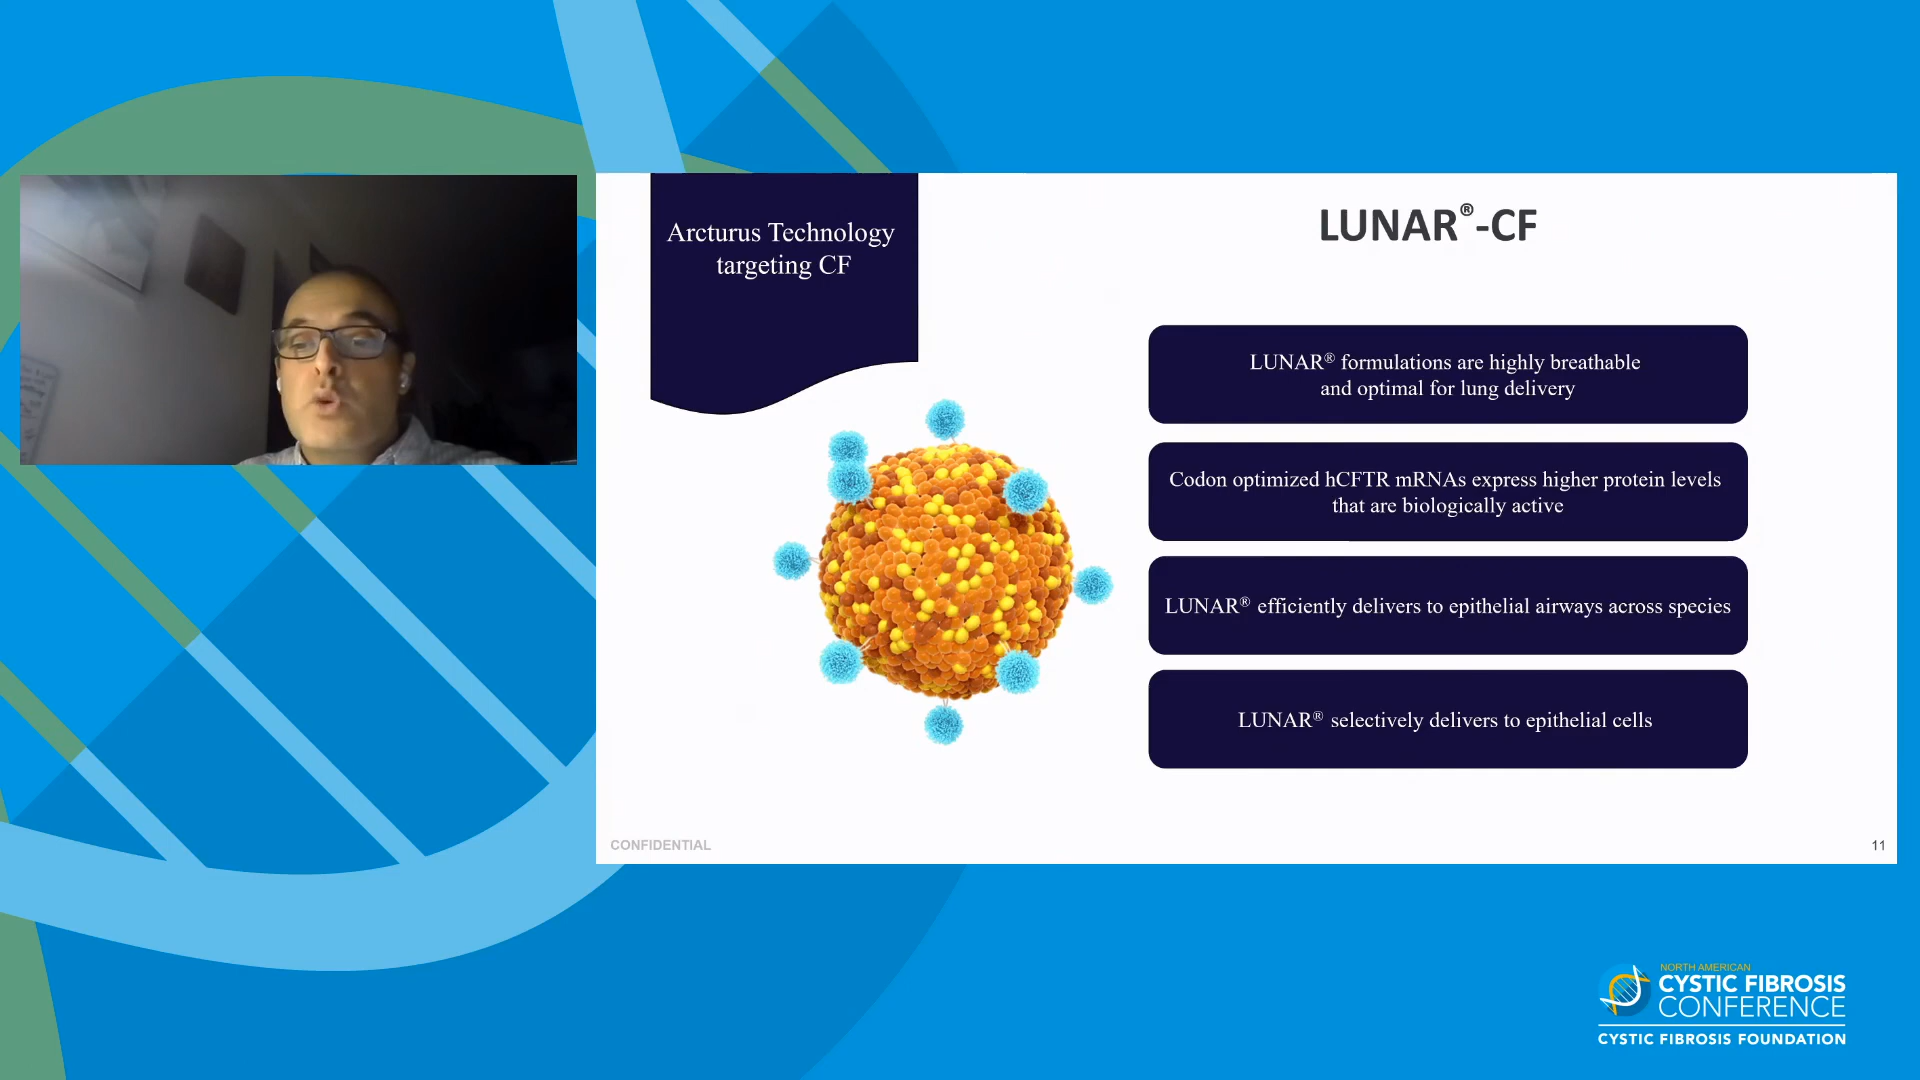 Arcturus Technology
targeting CF
LUNAR®-CF
LUNAR® formulations are highly breathable
and optimal for lung delivery
Codon optimized hCFTR mRNAs express higher protein levels
that are biologically active
LUNAR® efficiently delivers to epithelial airways across species
LUNAR® selectively delivers to epithelial cells
CONFIDENTIAL
11
NORTH AMERICAN
CYSTIC FIBROSIS
CONFERENCE
CYSTIC FIBROSIS FOUNDATION